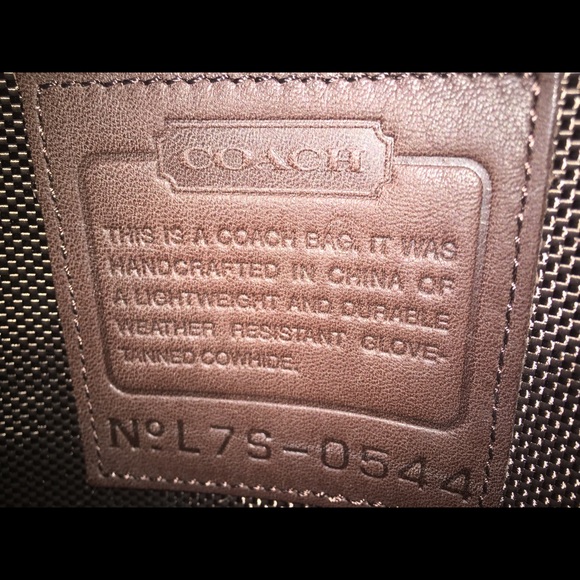 COACH
THIS IS A COACH BAG. IT WAS
HANDCRAFTED IN CHINA OF
A LIGHTWEIGHT AND DURABLE
WEATHER RESISTANT GLOVE-
TANNED COWHIDE.
Nº L7S-0544